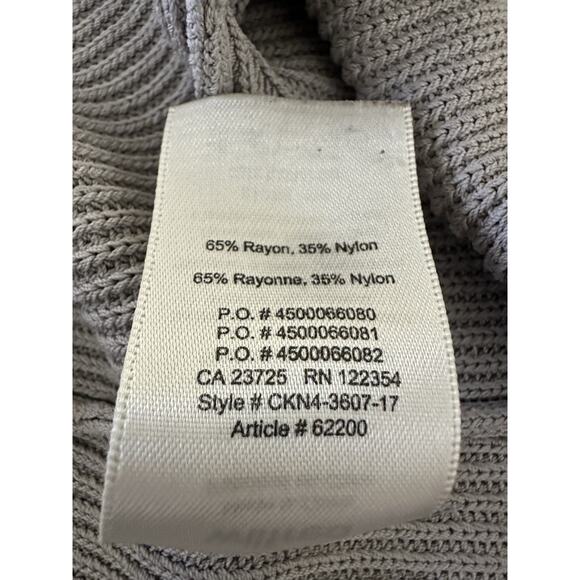 65% Rayon, 35% Nylon
65% Rayonne, 35% Nylon
P.O. # 4500066080
P.O. # 4500066081
P.O. # 4500066082
CA 23725 RN 122354
Style # CKN4-3607-17
Article # 62200